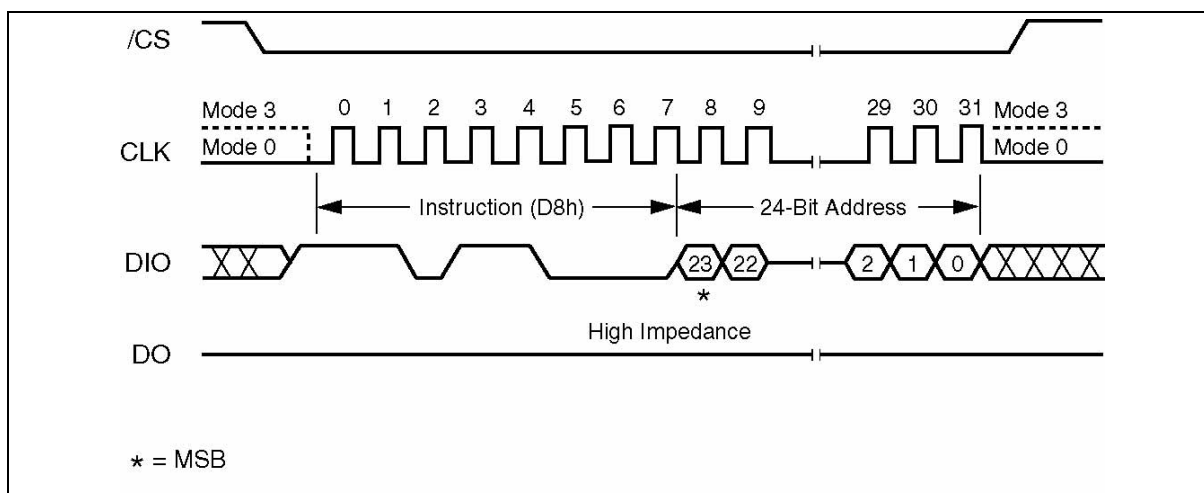 /CS
Mode 3 0 1 2 3 4 5 6 7 8 9 29 30 31 Mode 3
CLK Mode 0 Mode 0
Instruction (D8h) 24-Bit Address
DIO 23 22 2 1 0
*
High Impedance
DO
* = MSB